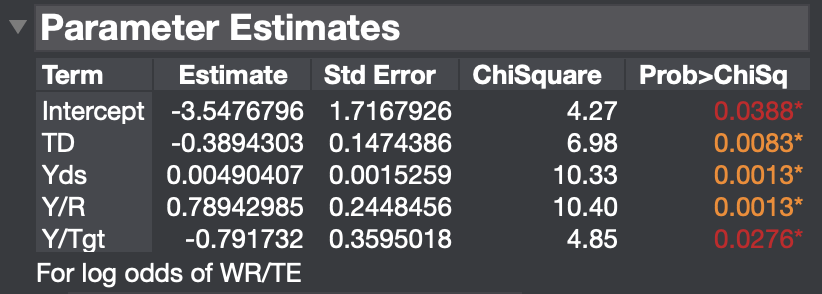 Parameter Estimates
Term Estimate Std Error ChiSquare Prob>ChiSq
Intercept -3.5476796 1.7167926 4.27 0.0388*
TD -0.3894303 0.1474386 6.98 0.0083*
Yds 0.00490407 0.0015259 10.33 0.0013*
Y/R 0.78942985 0.2448456 10.40 0.0013*
Y/Tgt -0.791732 0.3595018 4.85 0.0276*
For log odds of WR/TE